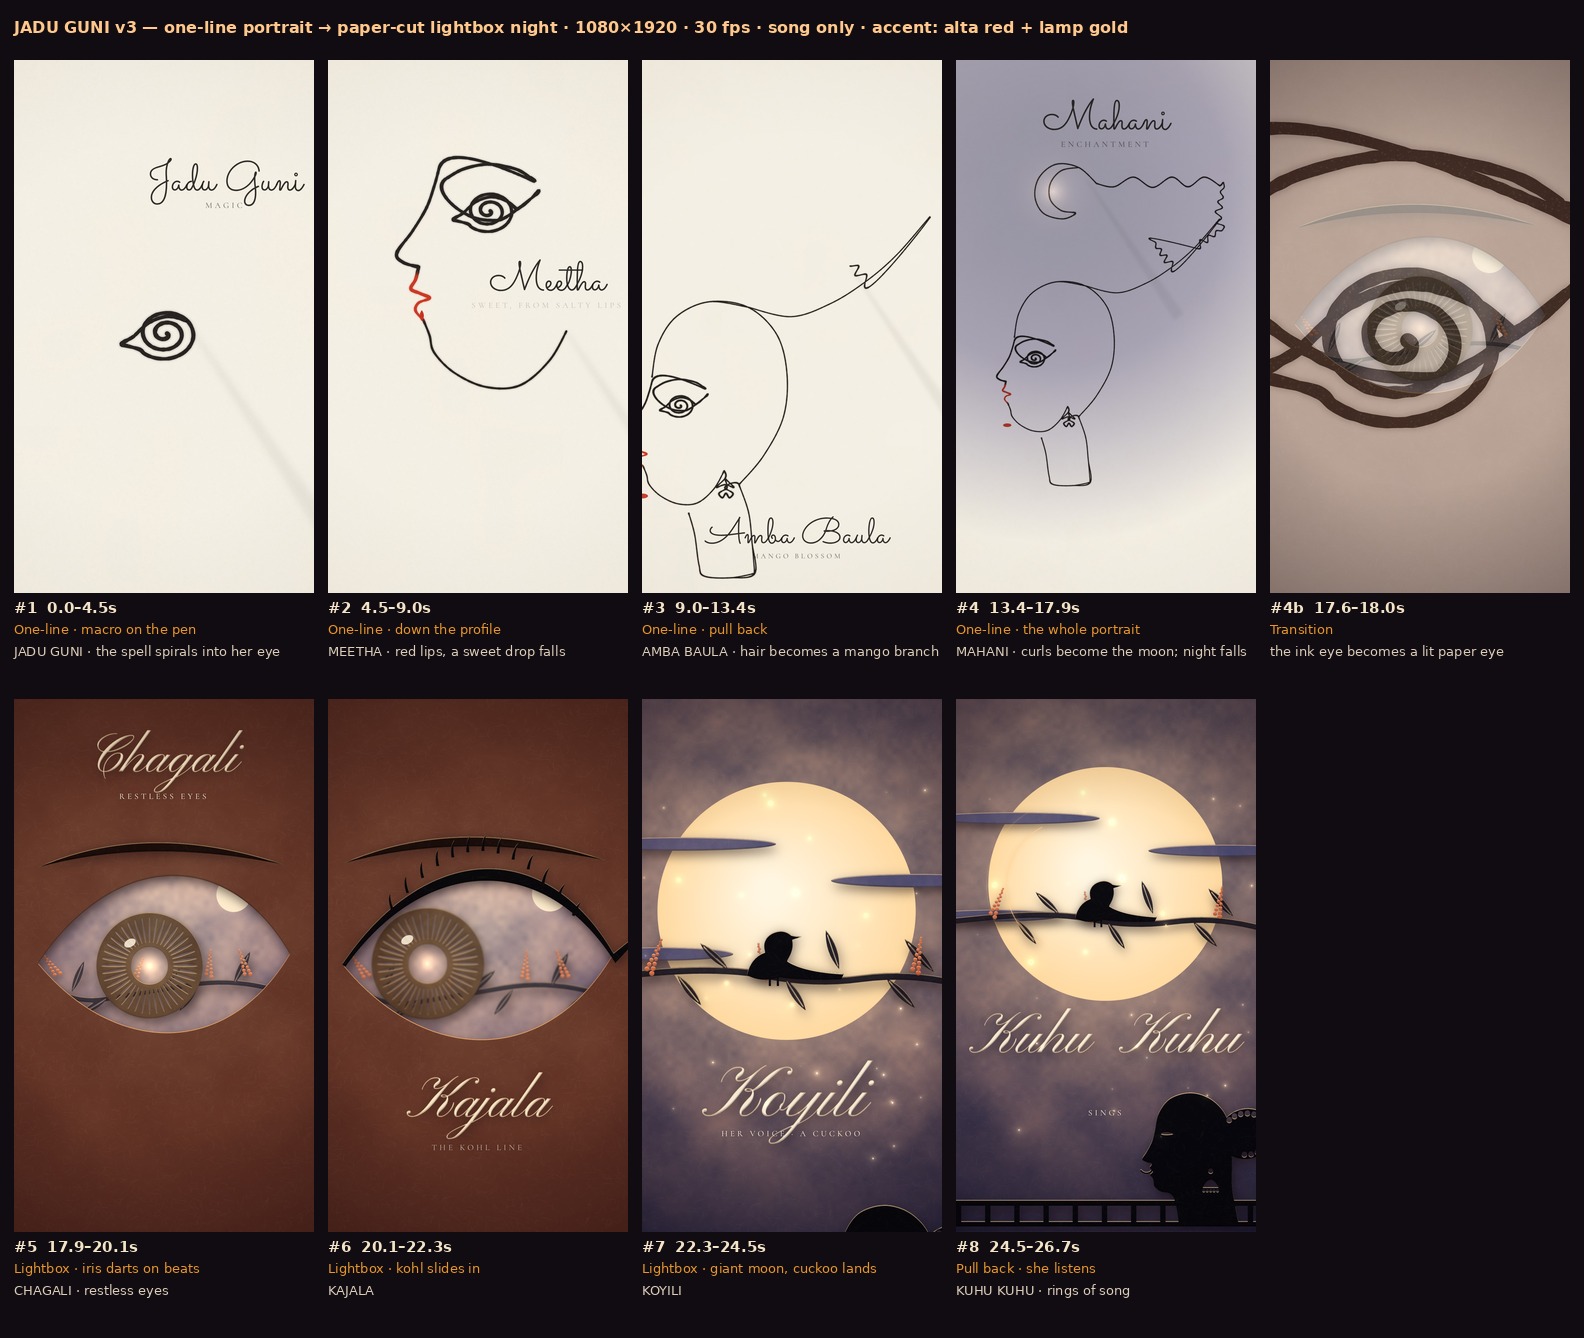 JADU GUNI v3 — one-line portrait → paper-cut lightbox night · 1080×1920 · 30 fps · song only · accent: alta red + lamp gold
Jadu Guni
MAGIC
Meetha
SWEET, FROM SALTY LIPS
Amba Baula
MANGO BLOSSOM
Mahani
ENCHANTMENT
#1 0.0–4.5s
One-line · macro on the pen
JADU GUNI · the spell spirals into her eye
#2 4.5–9.0s
One-line · down the profile
MEETHA · red lips, a sweet drop falls
#3 9.0–13.4s
One-line · pull back
AMBA BAULA · hair becomes a mango branch
#4 13.4–17.9s
One-line · the whole portrait
MAHANI · curls become the moon; night falls
#4b 17.6–18.0s
Transition
the ink eye becomes a lit paper eye
Chagali
RESTLESS EYES
Kajala
THE KOHL LINE
Koyili
HER VOICE · A CUCKOO
Kuhu Kuhu
SINGS
#5 17.9–20.1s
Lightbox · iris darts on beats
CHAGALI · restless eyes
#6 20.1–22.3s
Lightbox · kohl slides in
KAJALA
#7 22.3–24.5s
Lightbox · giant moon, cuckoo lands
KOYILI
#8 24.5–26.7s
Pull back · she listens
KUHU KUHU · rings of song